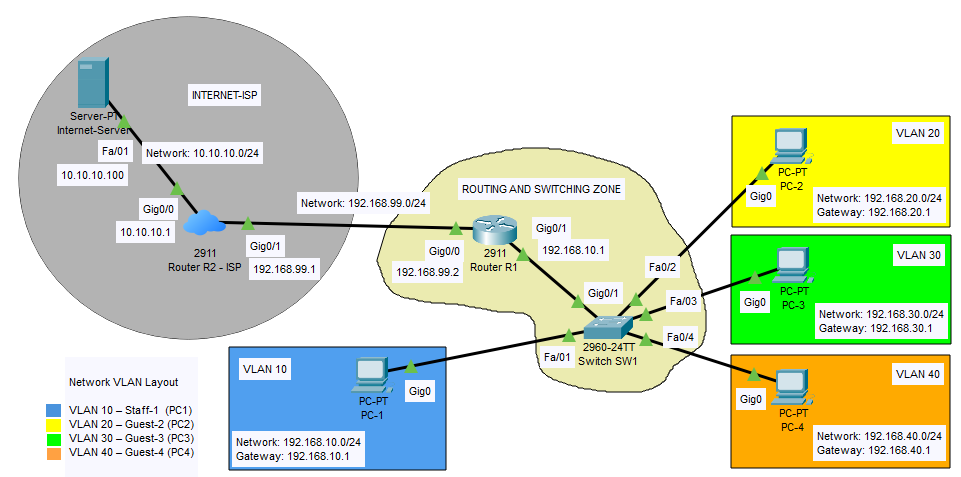 INTERNET-ISP
Server-PT
Internet-Server
Fa/01
10.10.10.100
Network: 10.10.10.0/24
Gig0/0
10.10.10.1
2911
Router R2 - ISP
Gig0/1
192.168.99.1
Network: 192.168.99.0/24
ROUTING AND SWITCHING ZONE
Gig0/0
192.168.99.2
2911
Router R1
Gig0/1
192.168.10.1
Gig0/1
2960-24TT
Switch SW1
Fa/01
Fa0/2
Fa/03
Fa0/4
VLAN 20
PC-PT
PC-2
Gig0
Network: 192.168.20.0/24
Gateway: 192.168.20.1
VLAN 30
PC-PT
PC-3
Gig0
Network: 192.168.30.0/24
Gateway: 192.168.30.1
VLAN 40
PC-PT
PC-4
Gig0
Network: 192.168.40.0/24
Gateway: 192.168.40.1
VLAN 10
PC-PT
PC-1
Gig0
Network: 192.168.10.0/24
Gateway: 192.168.10.1
Network VLAN Layout
VLAN 10 – Staff-1 (PC1)
VLAN 20 – Guest-2 (PC2)
VLAN 30 – Guest-3 (PC3)
VLAN 40 – Guest-4 (PC4)